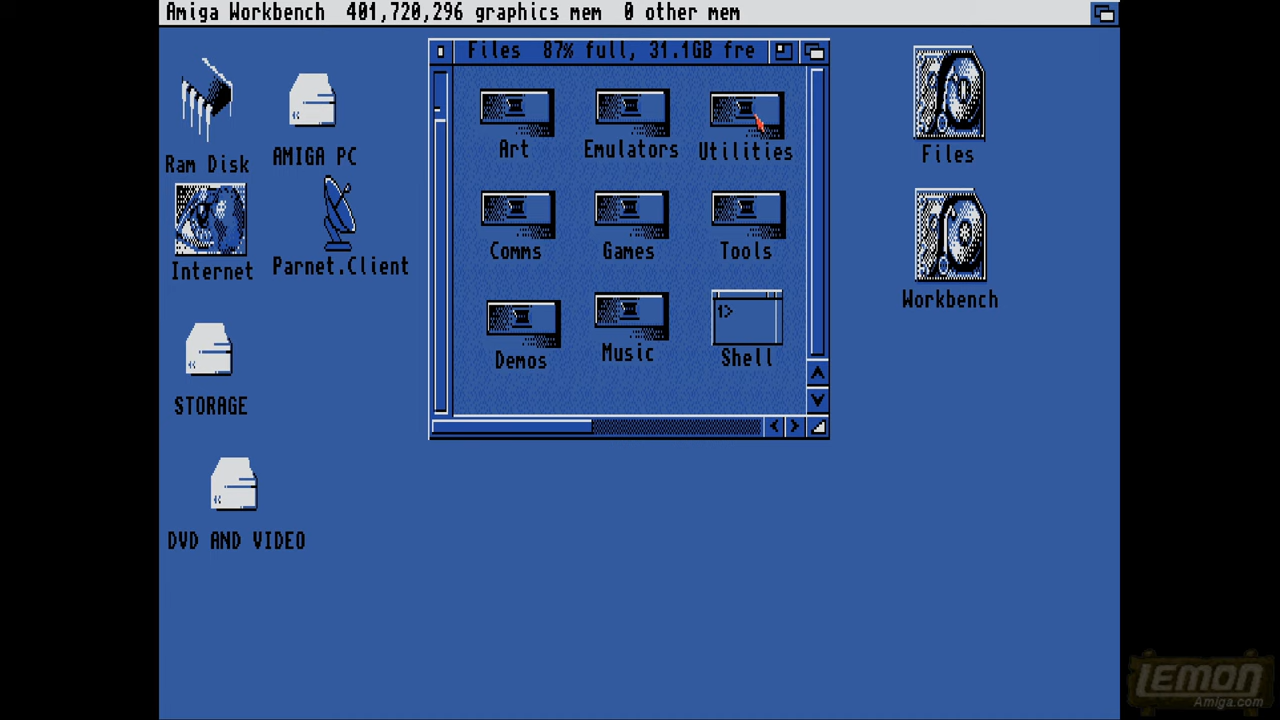 Amiga Workbench 401,720,296 graphics mem 0 other mem
Files 87% full, 31.1GB fre
Ram Disk
AMIGA PC
Internet
Parnet.Client
STORAGE
DVD AND VIDEO
Art
Emulators
Utilities
Comms
Games
Tools
Demos
Music
1>
Shell
Files
Workbench
LEMON
Amiga.com